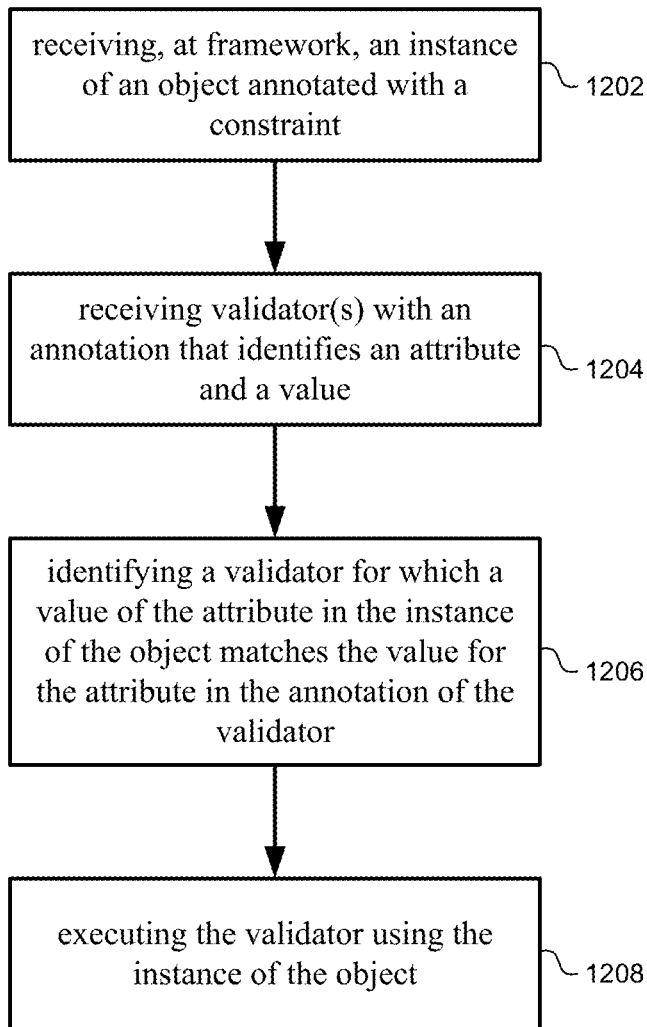 receiving, at framework, an instance
of an object annotated with a
constraint
1202
receiving validator(s) with an
annotation that identifies an attribute
and a value
1204
identifying a validator for which a
value of the attribute in the instance
of the object matches the value for
the attribute in the annotation of the
validator
1206
executing the validator using the
instance of the object
1208